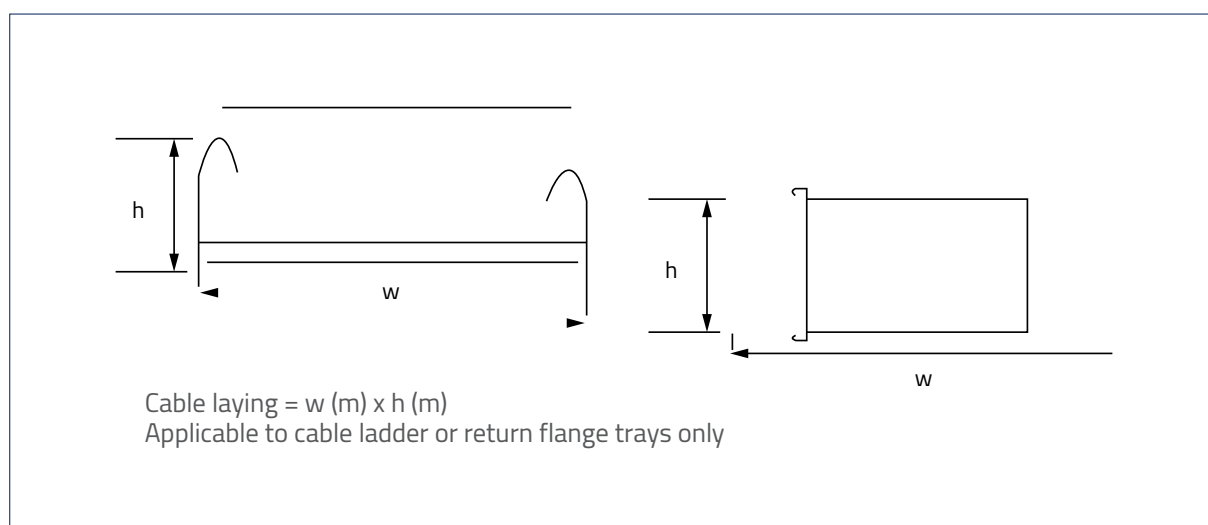 h
w
h
w
Cable laying = w (m) x h (m)
Applicable to cable ladder or return flange trays only